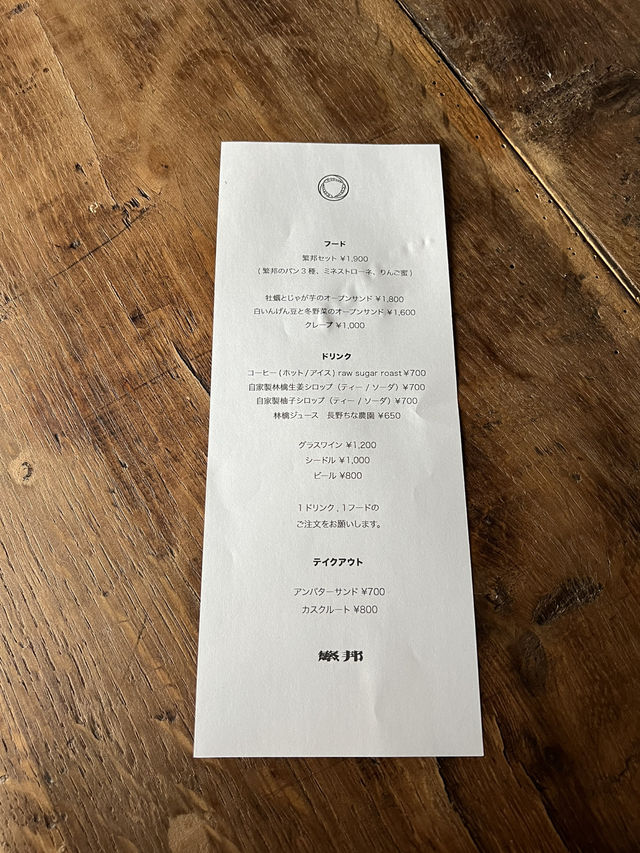 フード
繁邦セット ¥1,900
(繁邦のパン3種、ミネストローネ、りんご蜜)
牡蠣とじゃが芋のオープンサンド ¥1,800
白いんげん豆と冬野菜のオープンサンド ¥1,600
クレープ ¥1,000
ドリンク
コーヒー(ホット/アイス) raw sugar roast ¥700
自家製林檎生姜シロップ（ティー / ソーダ）¥700
自家製柚子シロップ（ティー / ソーダ）¥700
林檎ジュース　長野ちな農園 ¥650
グラスワイン ¥1,200
シードル ¥1,000
ビール ¥800
1ドリンク , 1フードの
ご注文をお願いします。
テイクアウト
アンバターサンド ¥700
カスクルート ¥800
繁邦